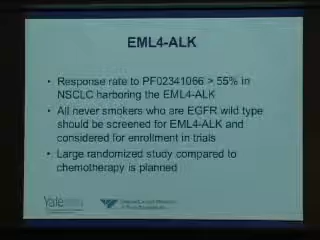 EML4-ALK
• Response rate to PF02341066 > 55% in
NSCLC harboring the EML4-ALK
• All never smokers who are EGFR wild type
should be screened for EML4-ALK and
considered for enrollment in trials
• Large randomized study compared to
chemotherapy is planned
Yale